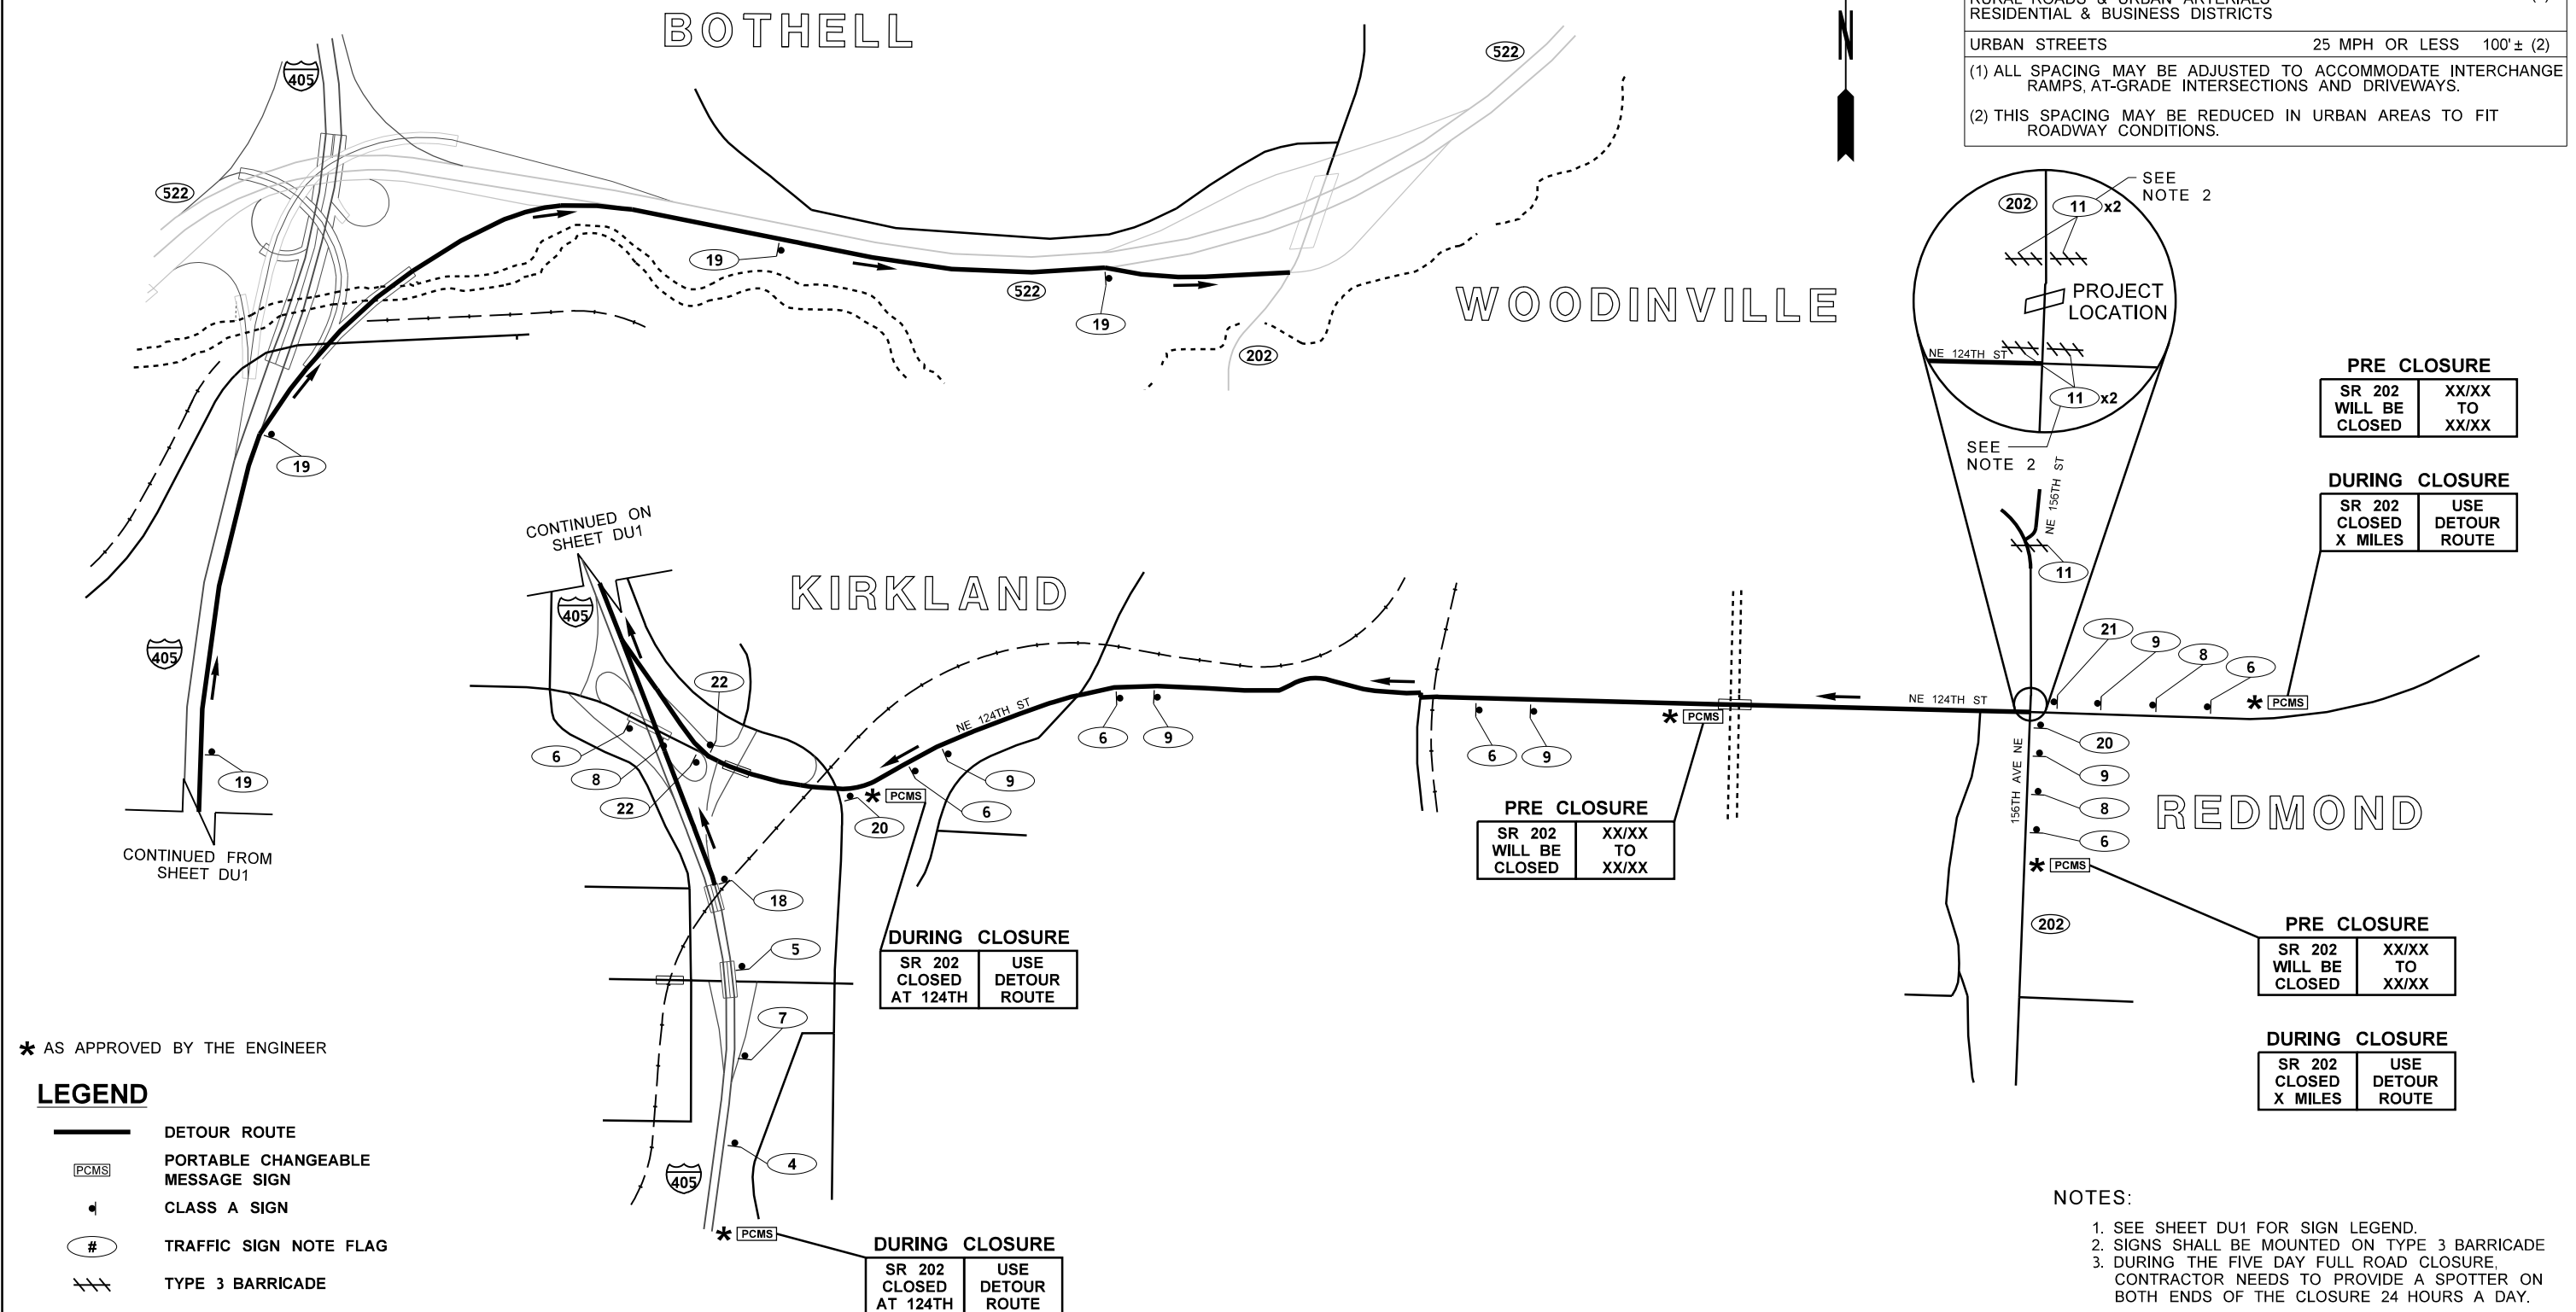 BOTHELL
N
RURAL ROADS & URBAN ARTERIALS
RESIDENTIAL & BUSINESS DISTRICTS
URBAN STREETS 25 MPH OR LESS 100'± (2)
(1) ALL SPACING MAY BE ADJUSTED TO ACCOMMODATE INTERCHANGE
RAMPS, AT-GRADE INTERSECTIONS AND DRIVEWAYS.
(2) THIS SPACING MAY BE REDUCED IN URBAN AREAS TO FIT
ROADWAY CONDITIONS.
405
522
522
19
522
19
202
19
405
19
CONTINUED FROM
SHEET DU1
WOODINVILLE
SEE
NOTE 2
202
11 x2
PROJECT
LOCATION
NE 124TH ST
11 x2
SEE
NOTE 2
NE 156TH ST
11
PRE CLOSURE
SR 202 XX/XX
WILL BE TO
CLOSED XX/XX
DURING CLOSURE
SR 202 USE
CLOSED DETOUR
X MILES ROUTE
CONTINUED ON
SHEET DU1
405
KIRKLAND
22
6
8
22
NE 124TH ST
6
9
9
6
* PCMS
20
18
5
7
4
405
6
9
* PCMS
NE 124TH ST
21
9
8
6
* PCMS
20
9
8
6
156TH AVE NE
* PCMS
202
REDMOND
PRE CLOSURE
SR 202 XX/XX
WILL BE TO
CLOSED XX/XX
DURING CLOSURE
SR 202 USE
CLOSED DETOUR
AT 124TH ROUTE
PRE CLOSURE
SR 202 XX/XX
WILL BE TO
CLOSED XX/XX
DURING CLOSURE
SR 202 USE
CLOSED DETOUR
X MILES ROUTE
* PCMS
DURING CLOSURE
SR 202 USE
CLOSED DETOUR
AT 124TH ROUTE
* AS APPROVED BY THE ENGINEER
LEGEND
DETOUR ROUTE
PCMS PORTABLE CHANGEABLE
MESSAGE SIGN
CLASS A SIGN
# TRAFFIC SIGN NOTE FLAG
TYPE 3 BARRICADE
NOTES:
1. SEE SHEET DU1 FOR SIGN LEGEND.
2. SIGNS SHALL BE MOUNTED ON TYPE 3 BARRICADE
3. DURING THE FIVE DAY FULL ROAD CLOSURE,
CONTRACTOR NEEDS TO PROVIDE A SPOTTER ON
BOTH ENDS OF THE CLOSURE 24 HOURS A DAY.